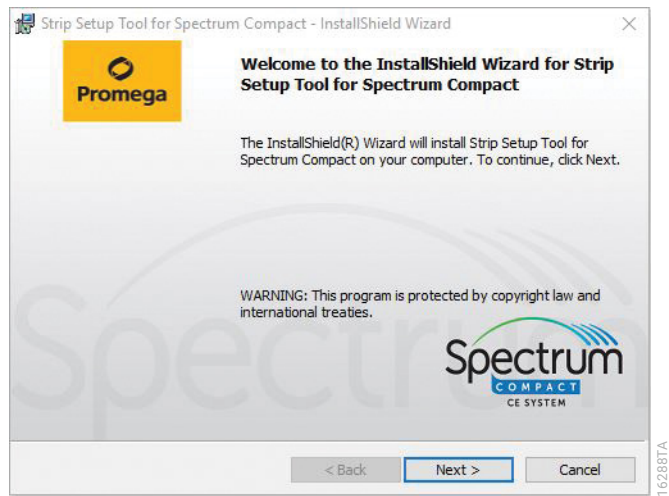 Strip Setup Tool for Spectrum Compact - InstallShield Wizard
Promega
Welcome to the InstallShield Wizard for Strip
Setup Tool for Spectrum Compact
The InstallShield(R) Wizard will install Strip Setup Tool for
Spectrum Compact on your computer. To continue, click Next.
WARNING: This program is protected by copyright law and
international treaties.
Spectrum
Spectrum
COMPACT
CE SYSTEM
< Back
Next >
Cancel
16288TA